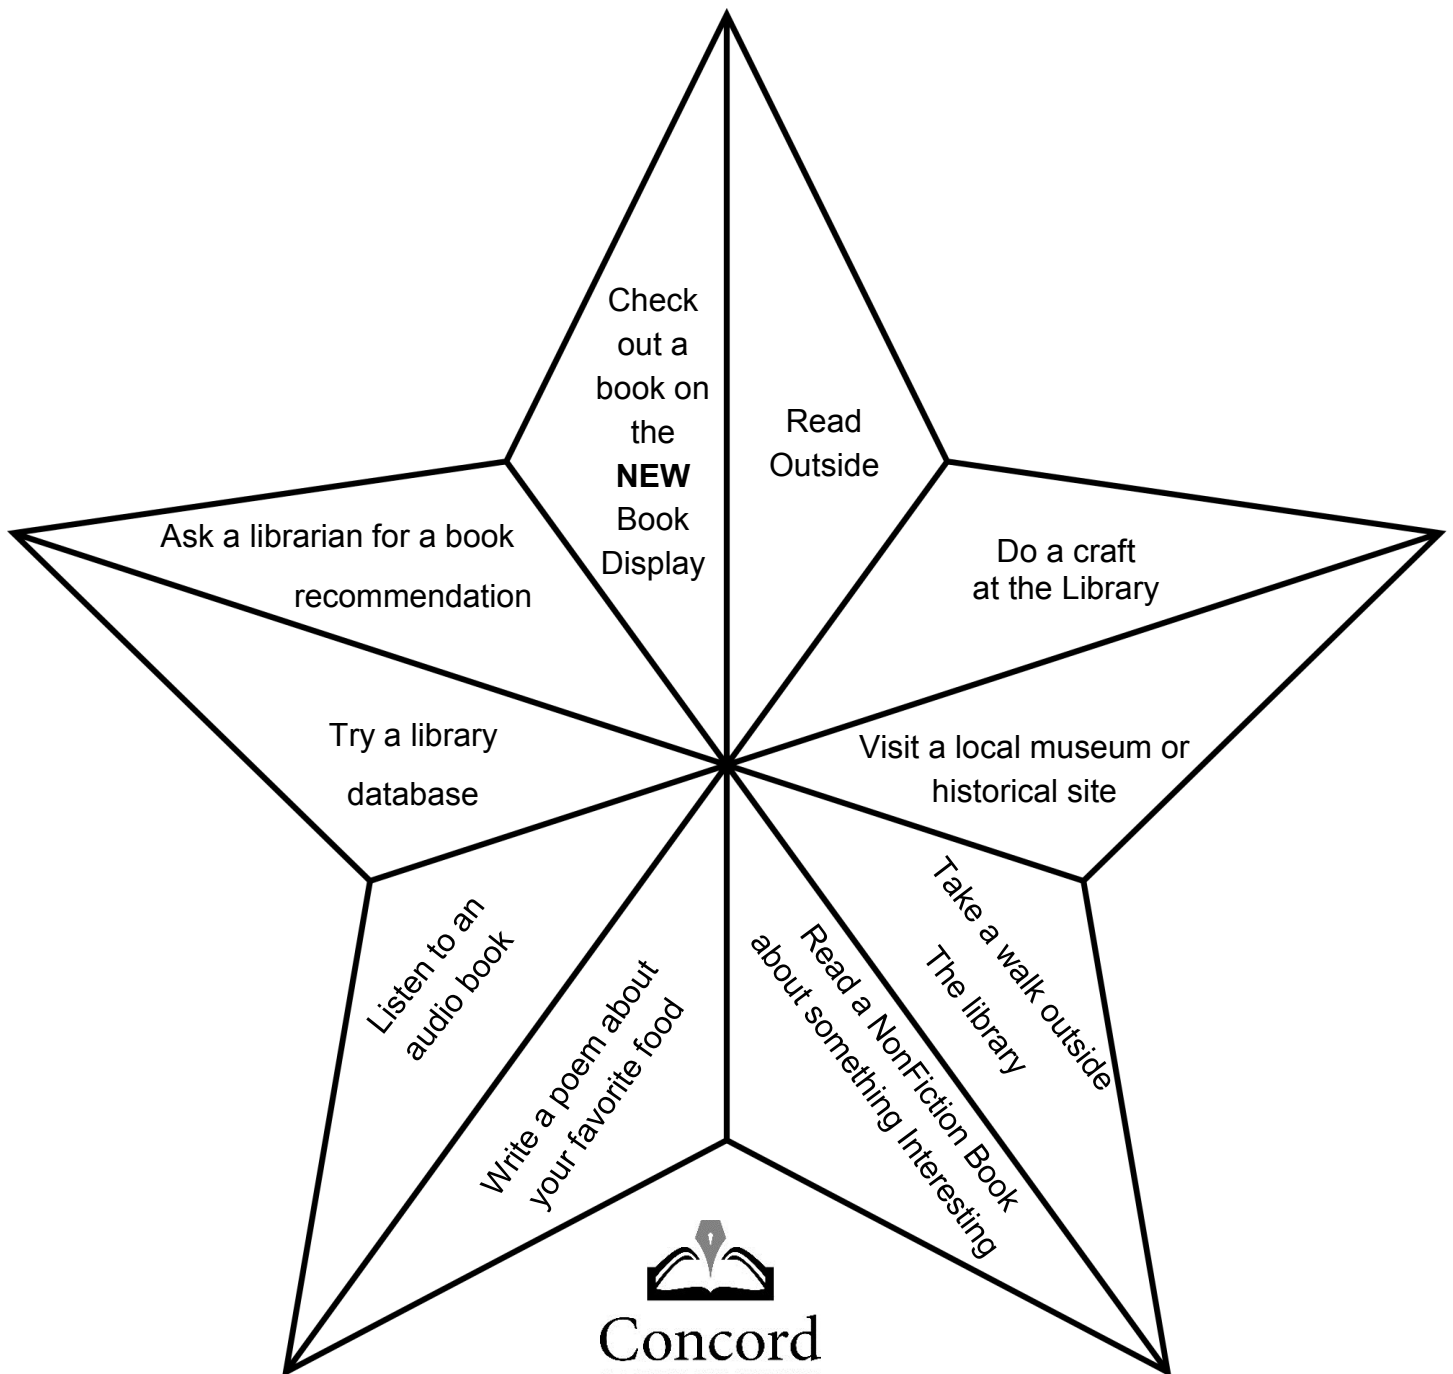 Check
out a
book on
the
NEW
Book
Display
Read
Outside
Ask a librarian for a book
recommendation
Do a craft
at the Library
Try a library
database
Visit a local museum or
historical site
Listen to an
audio book
Write a poem about
your favorite food
Read a NonFiction Book
about something Interesting
Take a walk outside
The library
Concord